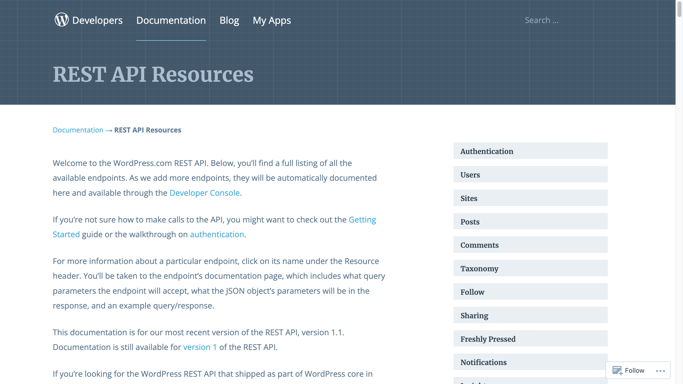 Developers Documentation Blog My Apps Search ...
REST API Resources
Documentation → REST API Resources
Welcome to the WordPress.com REST API. Below, you'll find a full listing of all the
available endpoints. As we add more endpoints, they will be automatically documented
here and available through the Developer Console.
If you're not sure how to make calls to the API, you might want to check out the Getting
Started guide or the walkthrough on authentication.
For more information about a particular endpoint, click on its name under the Resource
header. You'll be taken to the endpoint's documentation page, which includes what query
parameters the endpoint will accept, what the JSON object's parameters will be in the
response, and an example query/response.
This documentation is for our most recent version of the REST API, version 1.1.
Documentation is still available for version 1 of the REST API.
If you're looking for the WordPress REST API that shipped as part of WordPress core in
Authentication
Users
Sites
Posts
Comments
Taxonomy
Follow
Sharing
Freshly Pressed
Notifications
Follow ...